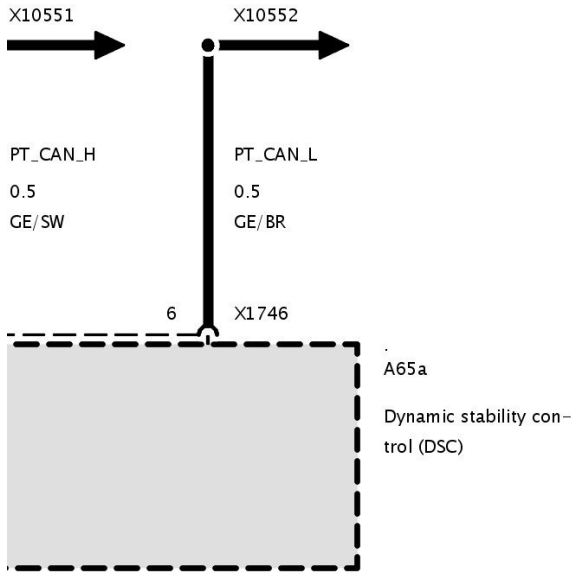 X10551
X10552
PT_CAN_H
PT_CAN_L
0.5
0.5
GE/SW
GE/BR
6
X1746
A65a
Dynamic stability con-
trol (DSC)